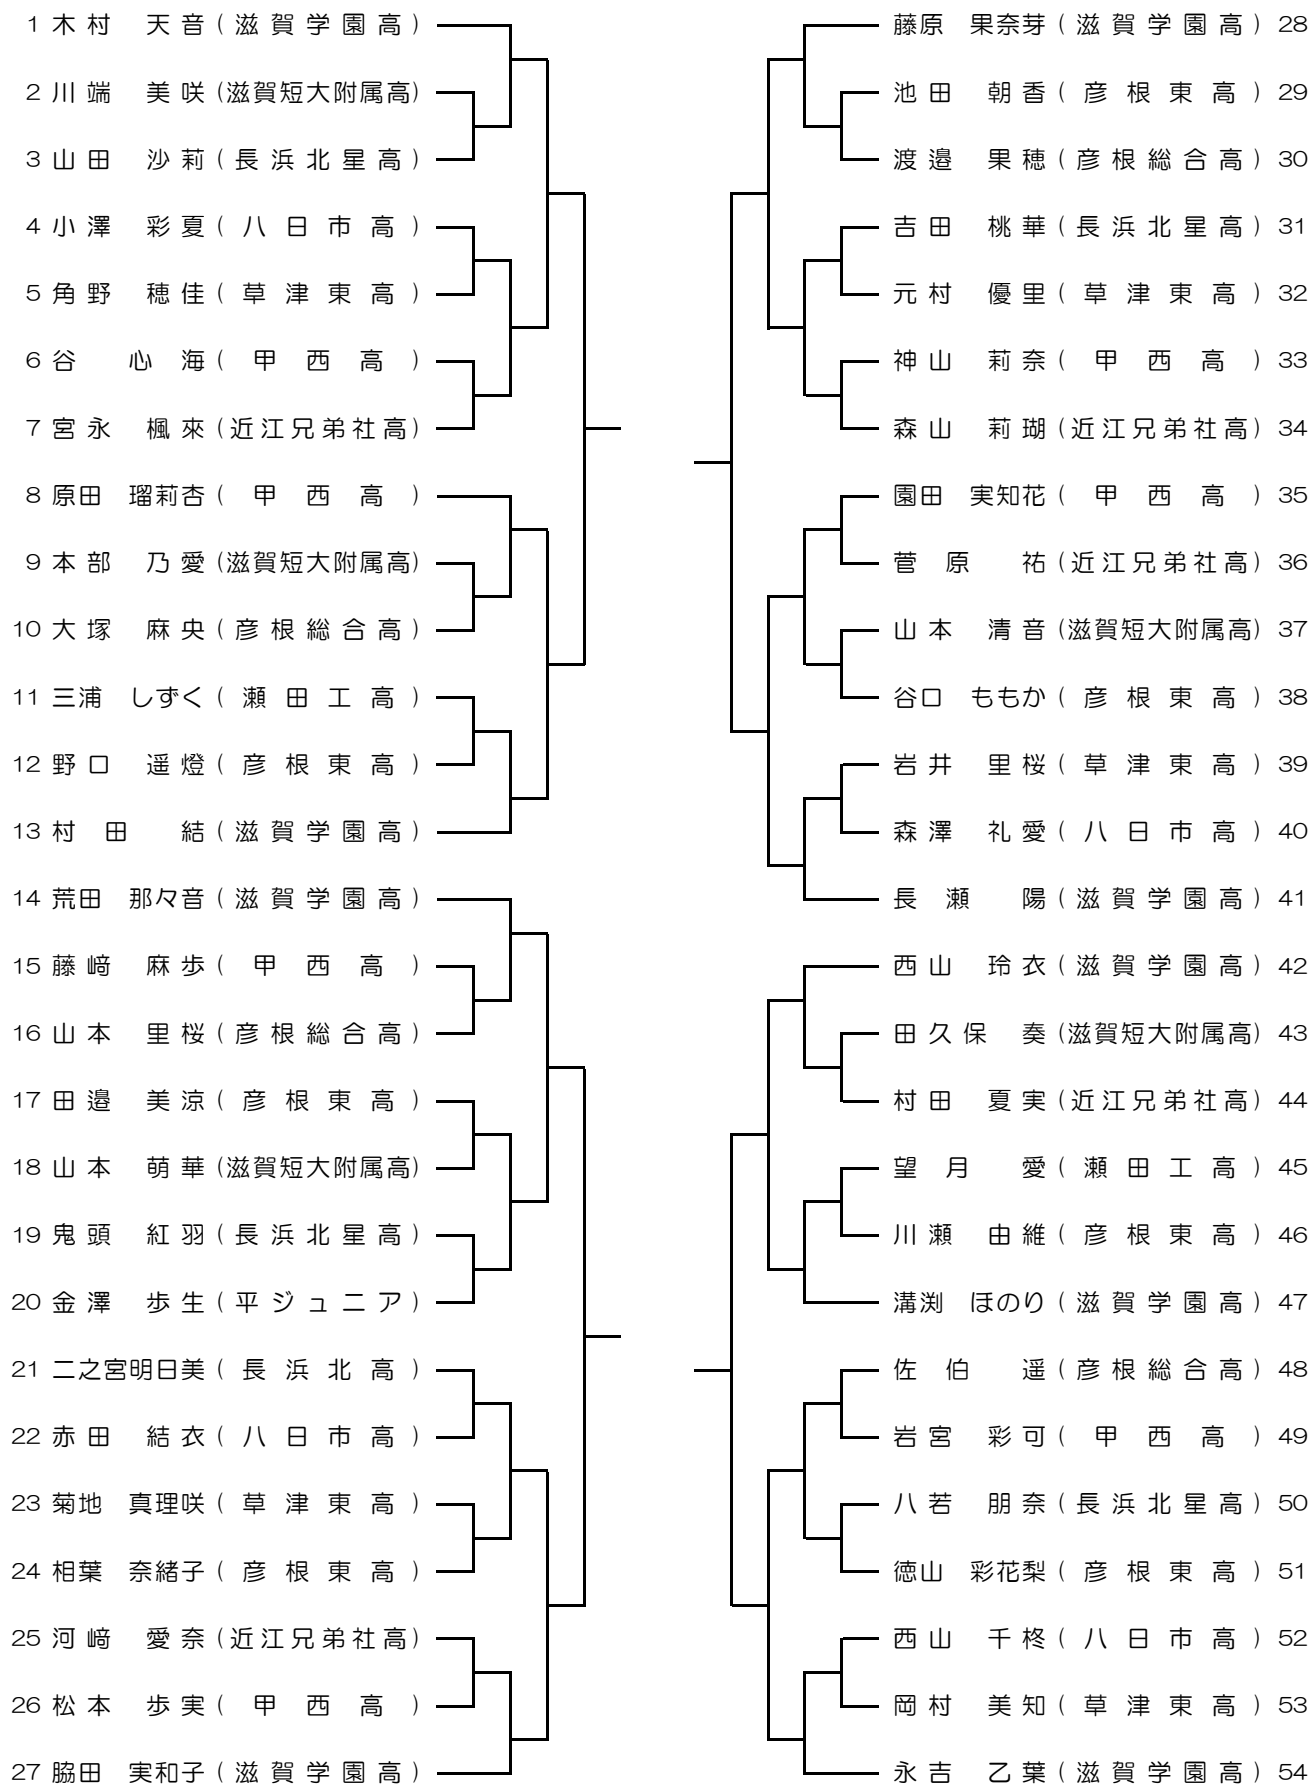 1 木村 天音 (滋賀学園高)
2 川端 美咲 (滋賀短大附属高)
3 山田 沙莉 (長浜北星高)
4 小澤 彩夏 (八日市高)
5 角野 穂佳 (草津東高)
6 谷 心海 (甲西高)
7 宮永 楓來 (近江兄弟社高)
8 原田 瑠莉杏 (甲西高)
9 本部 乃愛 (滋賀短大附属高)
10 大塚 麻央 (彦根総合高)
11 三浦 しずく (瀬田工高)
12 野口 遥燈 (彦根東高)
13 村田 結 (滋賀学園高)
14 荒田 那々音 (滋賀学園高)
15 藤﨑 麻歩 (甲西高)
16 山本 里桜 (彦根総合高)
17 田邉 美涼 (彦根東高)
18 山本 萌華 (滋賀短大附属高)
19 鬼頭 紅羽 (長浜北星高)
20 金澤 歩生 (平ジュニア)
21 二之宮明日美 (長浜北高)
22 赤田 結衣 (八日市高)
23 菊地 真理咲 (草津東高)
24 相葉 奈緒子 (彦根東高)
25 河﨑 愛奈 (近江兄弟社高)
26 松本 歩実 (甲西高)
27 脇田 実和子 (滋賀学園高)
藤原 果奈芽 (滋賀学園高) 28
池田 朝香 (彦根東高) 29
渡邉 果穂 (彦根総合高) 30
吉田 桃華 (長浜北星高) 31
元村 優里 (草津東高) 32
神山 莉奈 (甲西高) 33
森山 莉瑚 (近江兄弟社高) 34
園田 実知花 (甲西高) 35
菅原 祐 (近江兄弟社高) 36
山本 清音 (滋賀短大附属高) 37
谷口 ももか (彦根東高) 38
岩井 里桜 (草津東高) 39
森澤 礼愛 (八日市高) 40
長瀬 陽 (滋賀学園高) 41
西山 玲衣 (滋賀学園高) 42
田久保 奏 (滋賀短大附属高) 43
村田 夏実 (近江兄弟社高) 44
望月 愛 (瀬田工高) 45
川瀬 由維 (彦根東高) 46
溝渕 ほのり (滋賀学園高) 47
佐伯 遥 (彦根総合高) 48
岩宮 彩可 (甲西高) 49
八若 朋奈 (長浜北星高) 50
徳山 彩花梨 (彦根東高) 51
西山 千柊 (八日市高) 52
岡村 美知 (草津東高) 53
永吉 乙葉 (滋賀学園高) 54